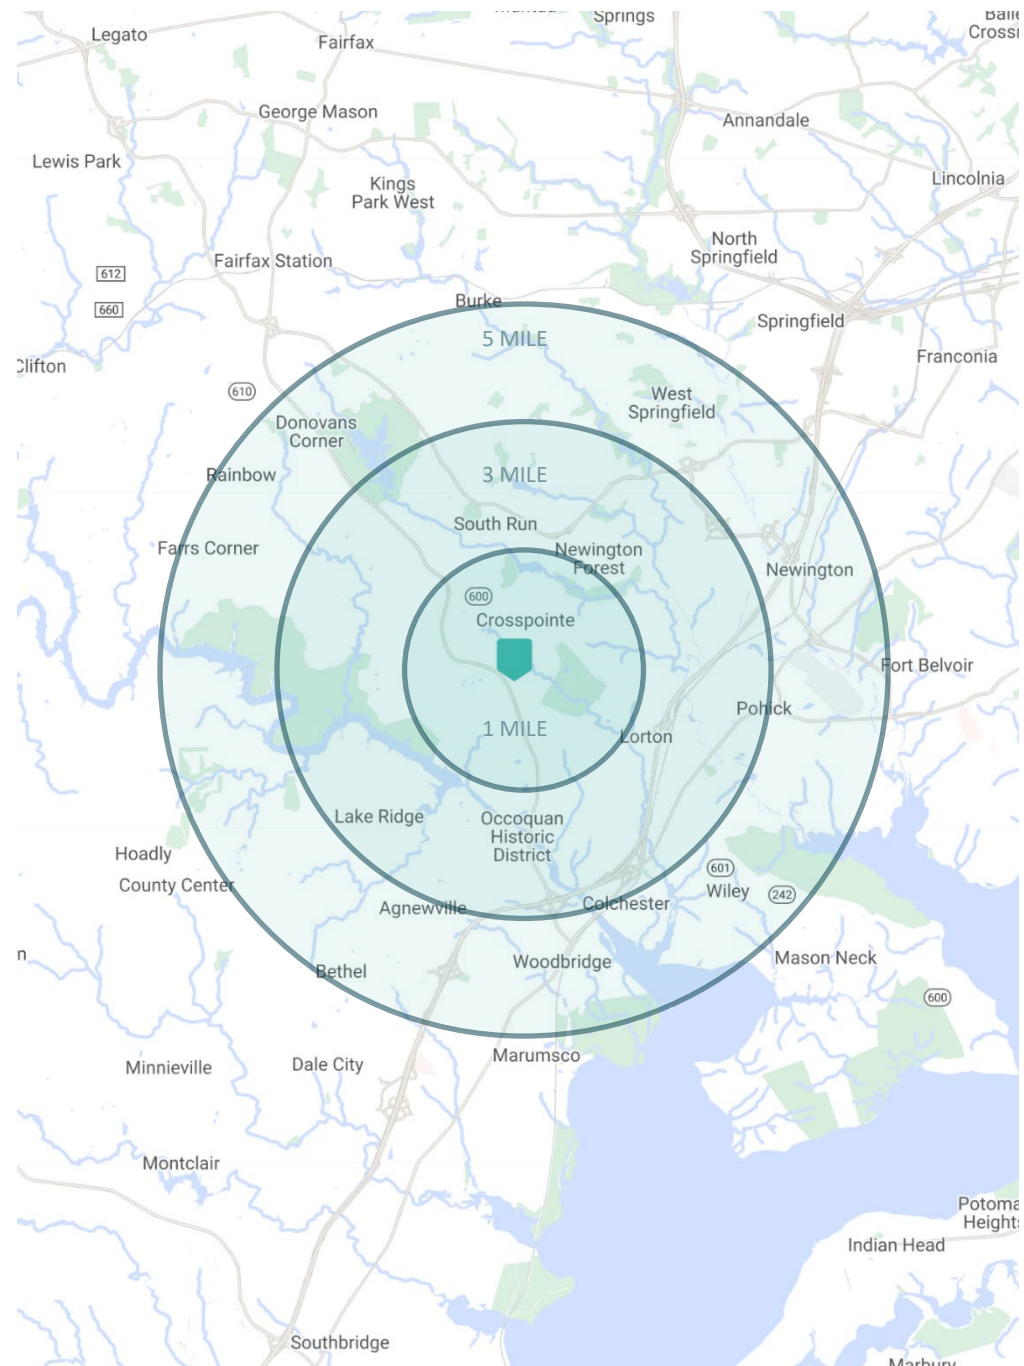 Springs
Legato
Fairfax
George Mason
Annandale
Lewis Park
Kings
Park West
Lincolnia
North
Springfield
Fairfax Station
612
660
Burke
Springfield
5 MILE
Franconia
Clifton
610
West
Springfield
Donovans
Corner
3 MILE
Rainbow
South Run
Farrs Corner
Newington
Forest
Newington
600
Crosspointe
Fort Belvoir
Pohick
1 MILE
Lorton
Lake Ridge
Occoquan
Historic
District
Hoadly
County Center
601
Wiley
242
Agnewville
Colchester
Bethel
Woodbridge
Mason Neck
600
Marumsco
Minnieville
Dale City
Montclair
Potoma
Heights
Indian Head
Southbridge
Marbury